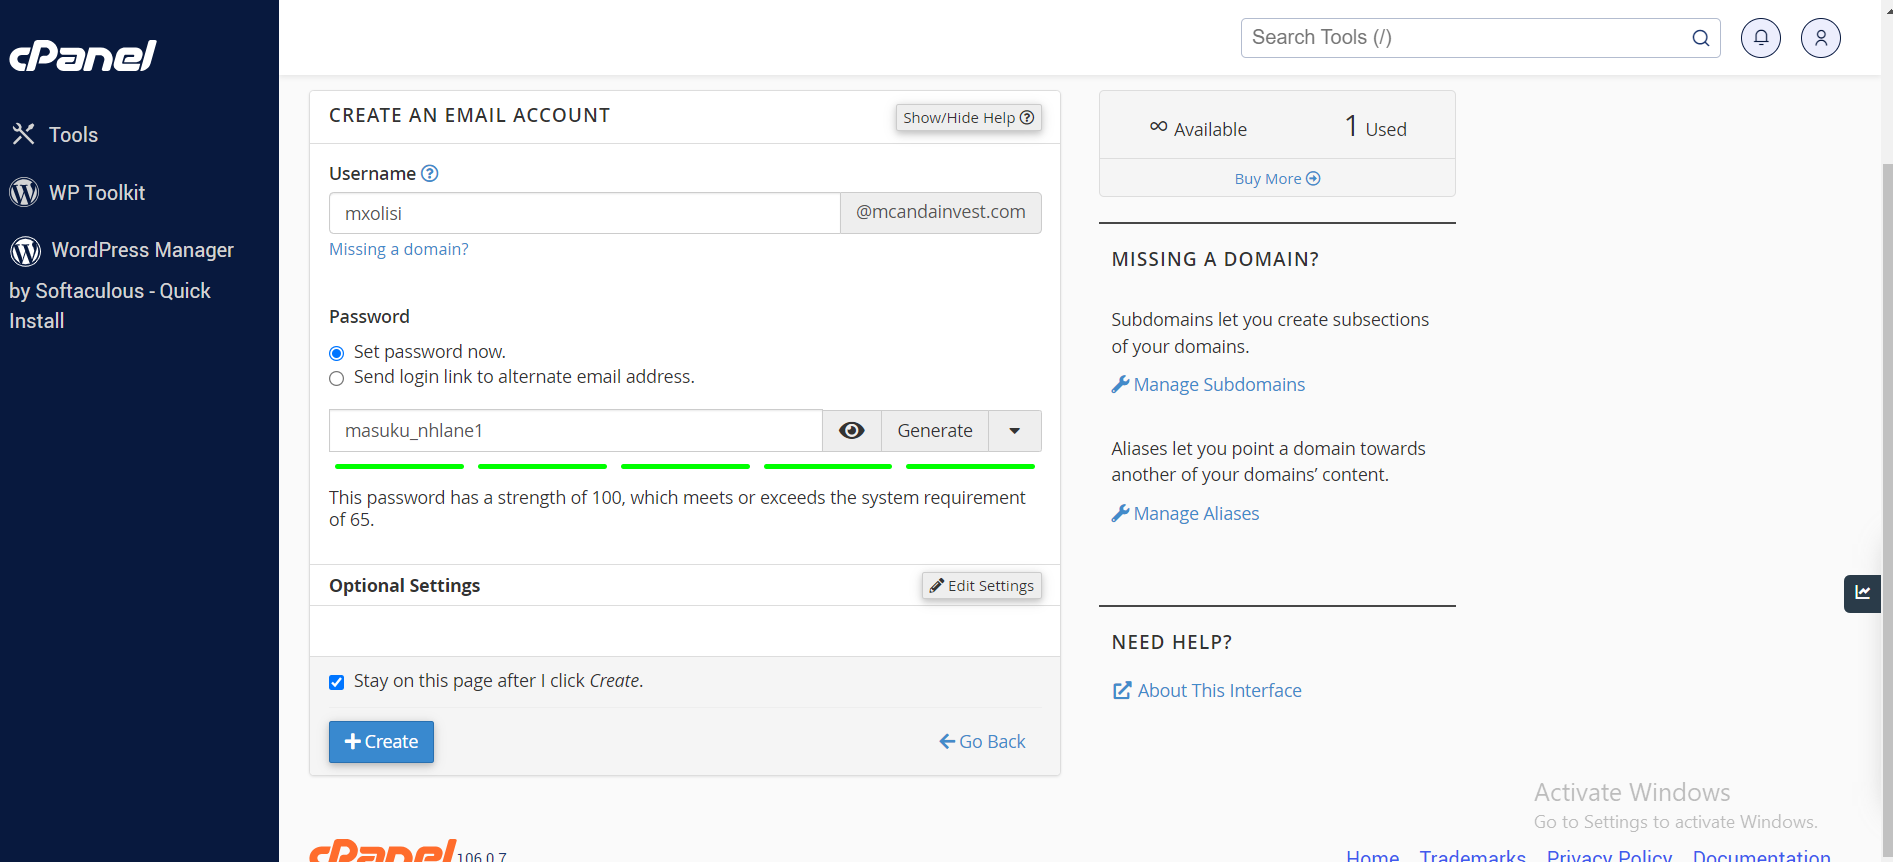 cPanel
Tools
WP Toolkit
WordPress Manager
by Softaculous - Quick
Install
Search Tools (/)
CREATE AN EMAIL ACCOUNT
Show/Hide Help
Username
mxolisi
@mcandainvest.com
Missing a domain?
Password
Set password now.
Send login link to alternate email address.
masuku_nhlane1
Generate
This password has a strength of 100, which meets or exceeds the system requirement
of 65.
Optional Settings
Edit Settings
Stay on this page after I click Create.
Create
Go Back
∞ Available
1 Used
Buy More
MISSING A DOMAIN?
Subdomains let you create subsections
of your domains.
Manage Subdomains
Aliases let you point a domain towards
another of your domains’ content.
Manage Aliases
NEED HELP?
About This Interface
Activate Windows
Go to Settings to activate Windows.
cPanel 106.0.7
Home Trademarks Privacy Policy Documentation